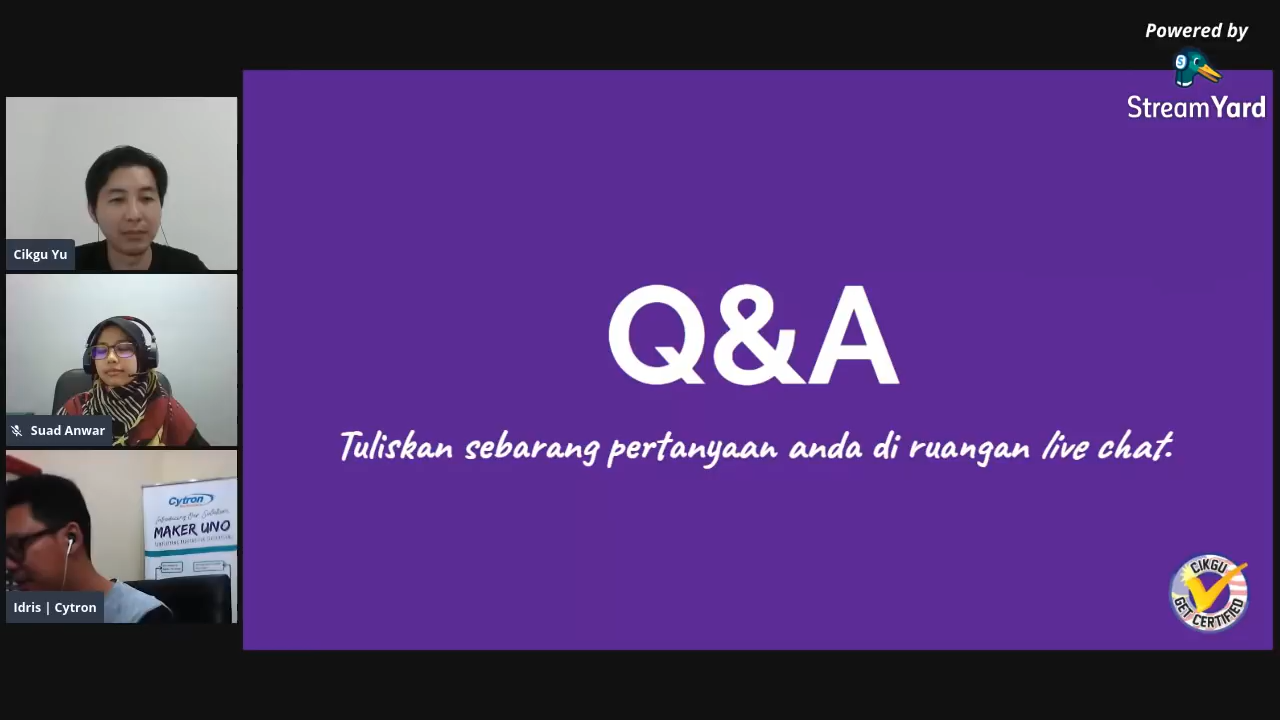 Powered by
StreamYard
Cikgu Yu
Suad Anwar
Cytron
MAKER UNO
Idris | Cytron
Q&A
Tuliskan sebarang pertanyaan anda di ruangan live chat.
CIKGU
GET CERTIFIED